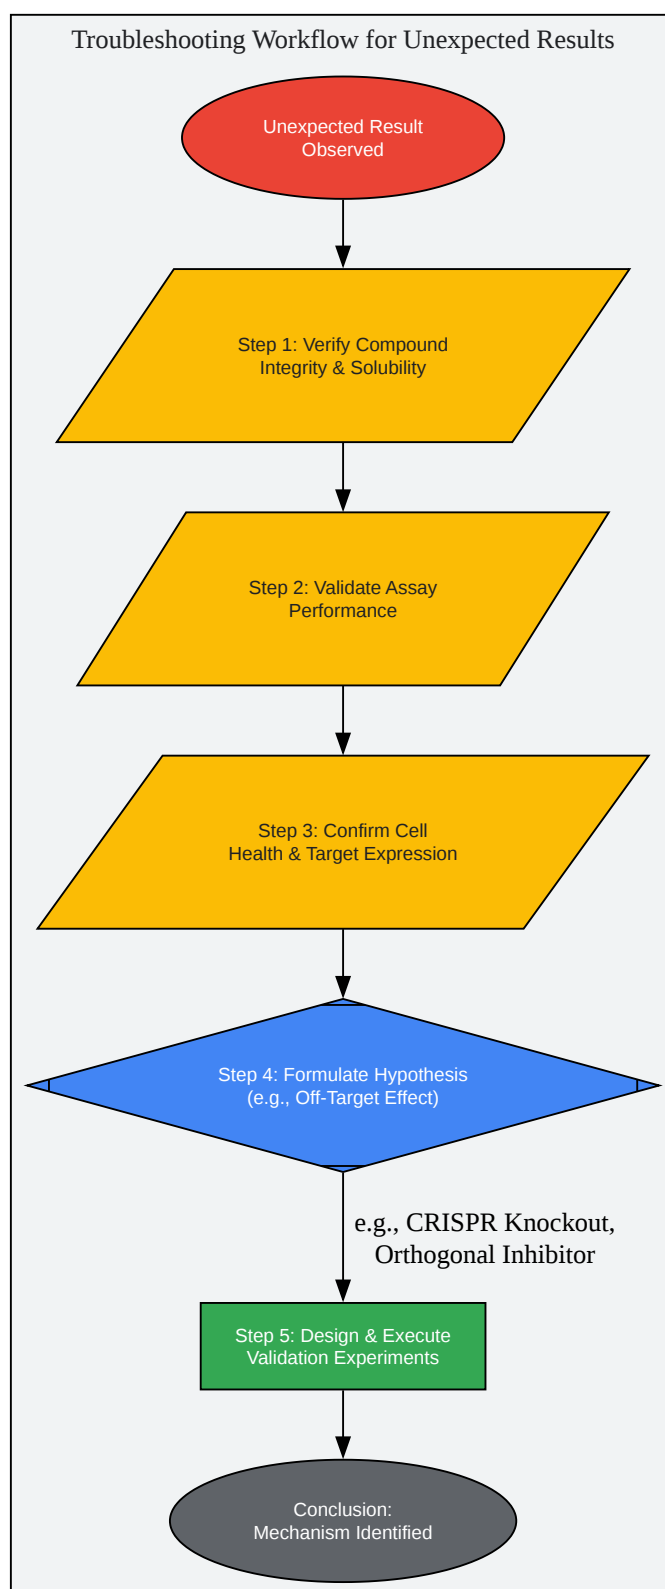 Troubleshooting Workflow for Unexpected Results
Unexpected Result
Observed
Step 1: Verify Compound
Integrity & Solubility
Step 2: Validate Assay
Performance
Step 3: Confirm Cell
Health & Target Expression
Step 4: Formulate Hypothesis
(e.g., Off-Target Effect)
e.g., CRISPR Knockout,
Orthogonal Inhibitor
Step 5: Design & Execute
Validation Experiments
Conclusion:
Mechanism Identified